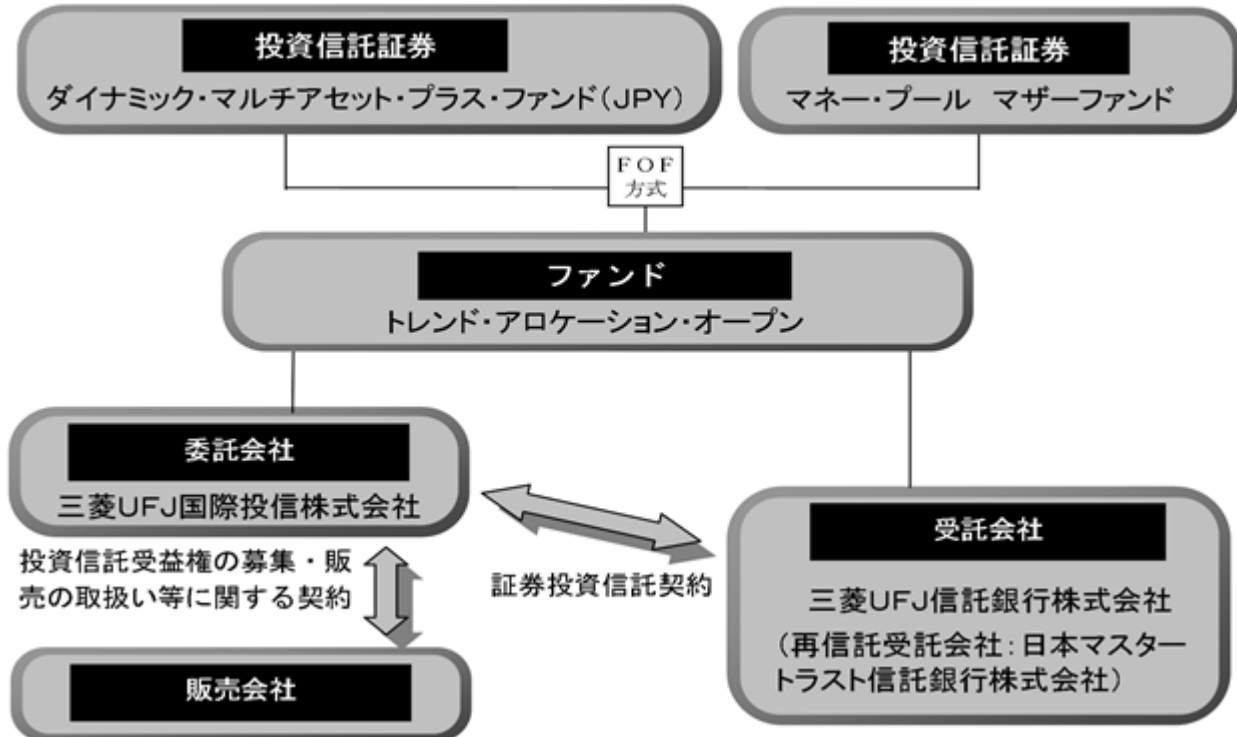 投資信託証券
ダイナミック・マルチアセット・プラス・ファンド(JPY)
投資信託証券
マネー・プール マザーファンド
FOF
方式
ファンド
トレンド・アロケーション・オープン
委託会社
三菱UFJ国際投信株式会社
投資信託受益権の募集・販
売の取扱い等に関する契約
証券投資信託契約
受託会社
三菱UFJ信託銀行株式会社
(再信託受託会社:日本マスター
トラスト信託銀行株式会社)
販売会社